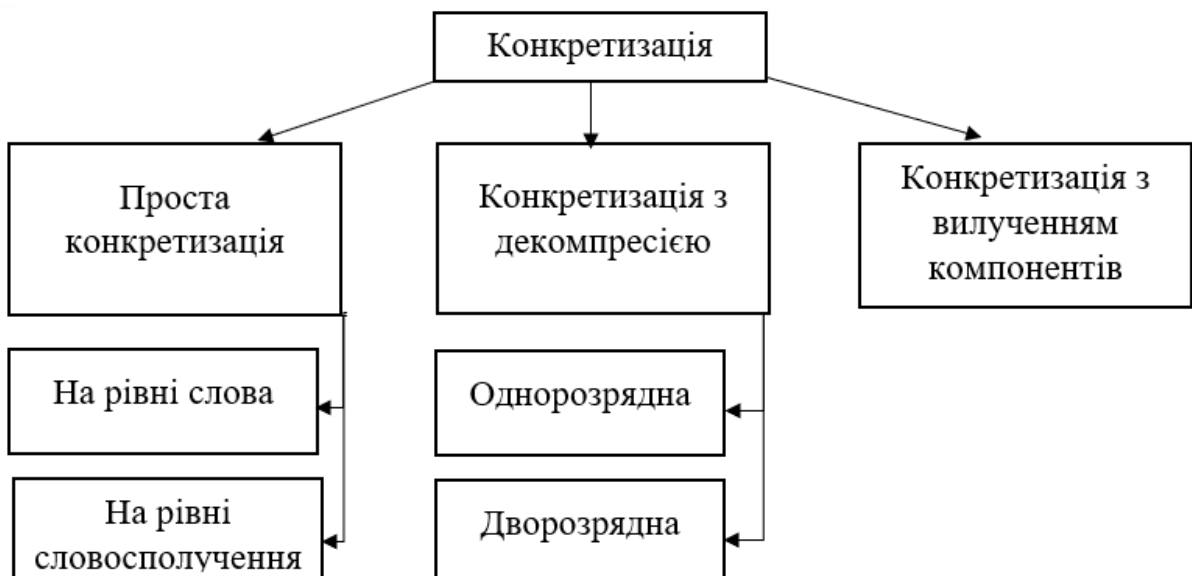 Конкретизація
Проста
конкретизація
Конкретизація з
декомпресією
Конкретизація з
вилученням
компонентів
На рівні слова
Однорозрядна
На рівні
словосполучення
Дворозрядна